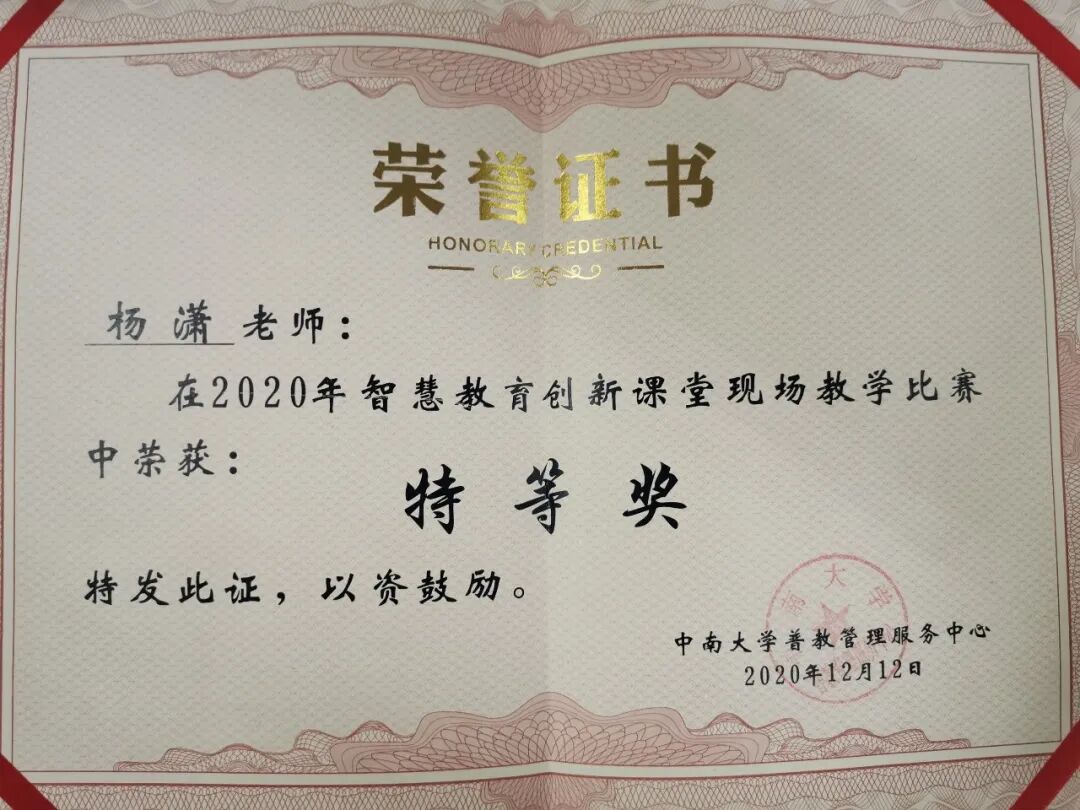 荣誉证书
HONORARY CREDENTIAL
杨潇老师：
在2020年智慧教育创新课堂现场教学比赛
中荣获：
特等奖
特发此证，以资鼓励。
南大学
中南大学普教管理服务中心
2020年12月12日